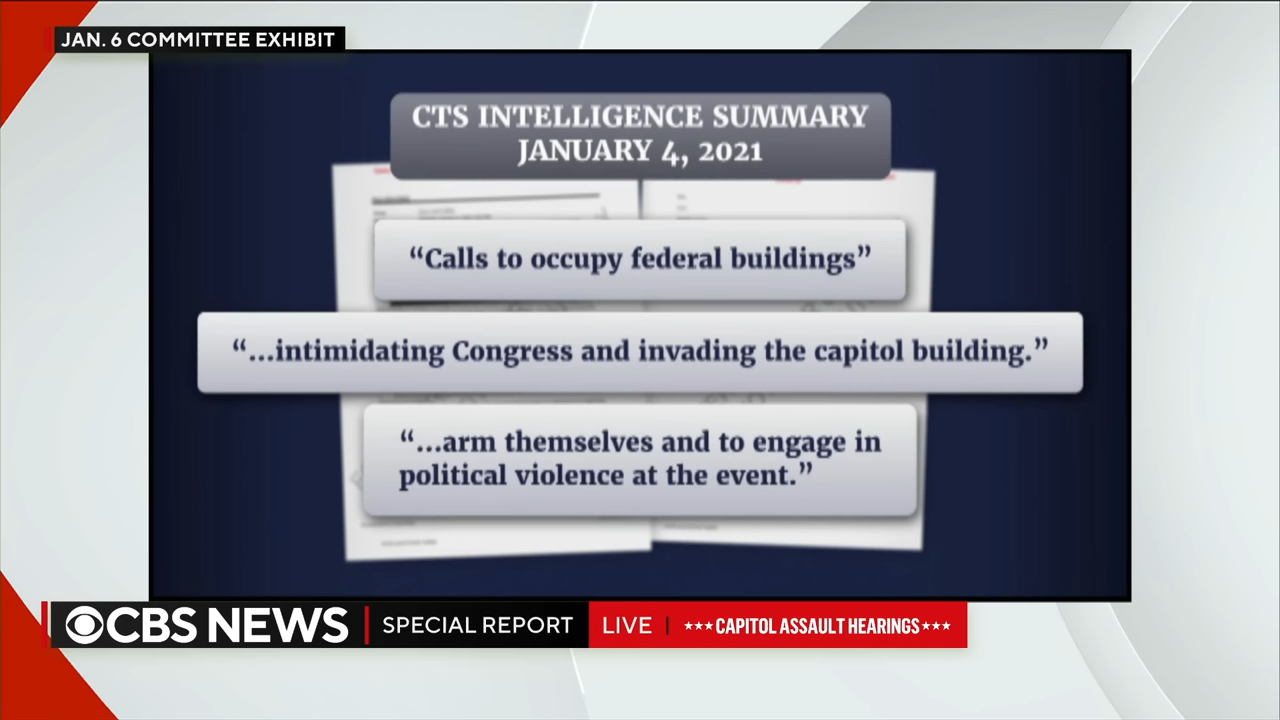 JAN. 6 COMMITTEE EXHIBIT
CTS INTELLIGENCE SUMMARY
JANUARY 4, 2021
“Calls to occupy federal buildings”
“...intimidating Congress and invading the capitol building.”
“...arm themselves and to engage in
political violence at the event.”
CBS NEWS | SPECIAL REPORT LIVE | ★★★CAPITOL ASSAULT HEARINGS★★★